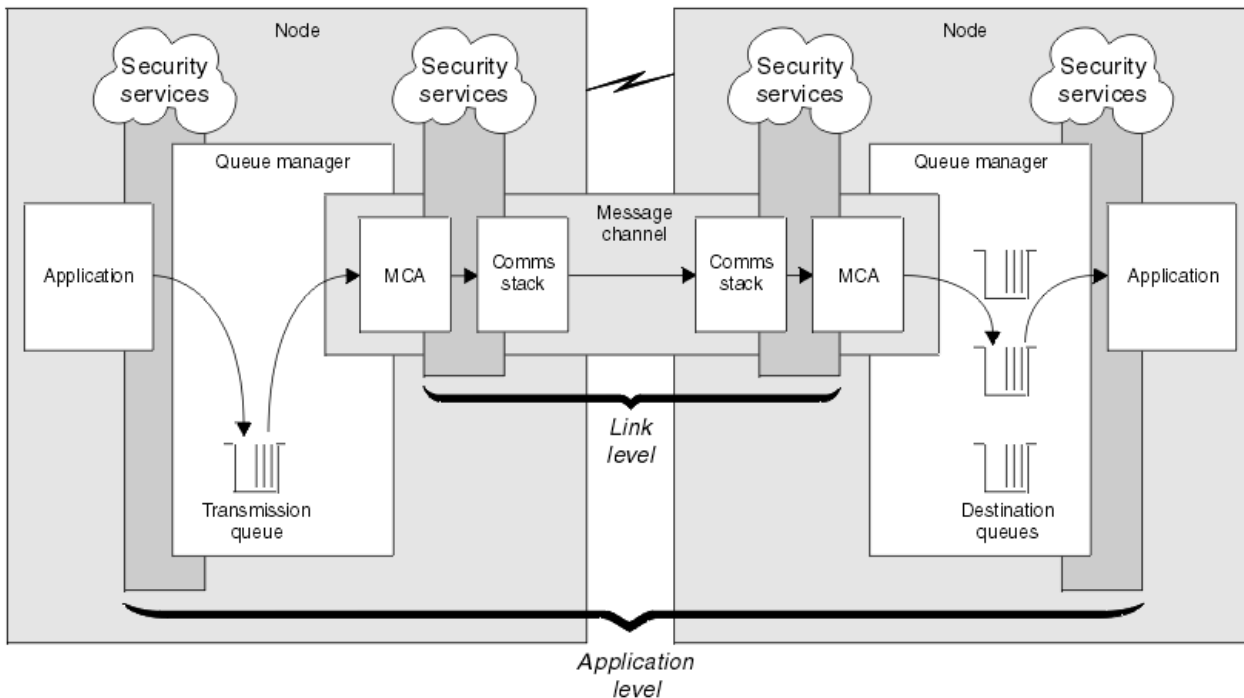 Node
Node
Security
services
Security
services
Security
services
Security
services
Queue manager
Queue manager
Message
channel
Application
MCA
Comms
stack
Comms
stack
MCA
Application
Link
level
Transmission
queue
Destination
queues
Application
level